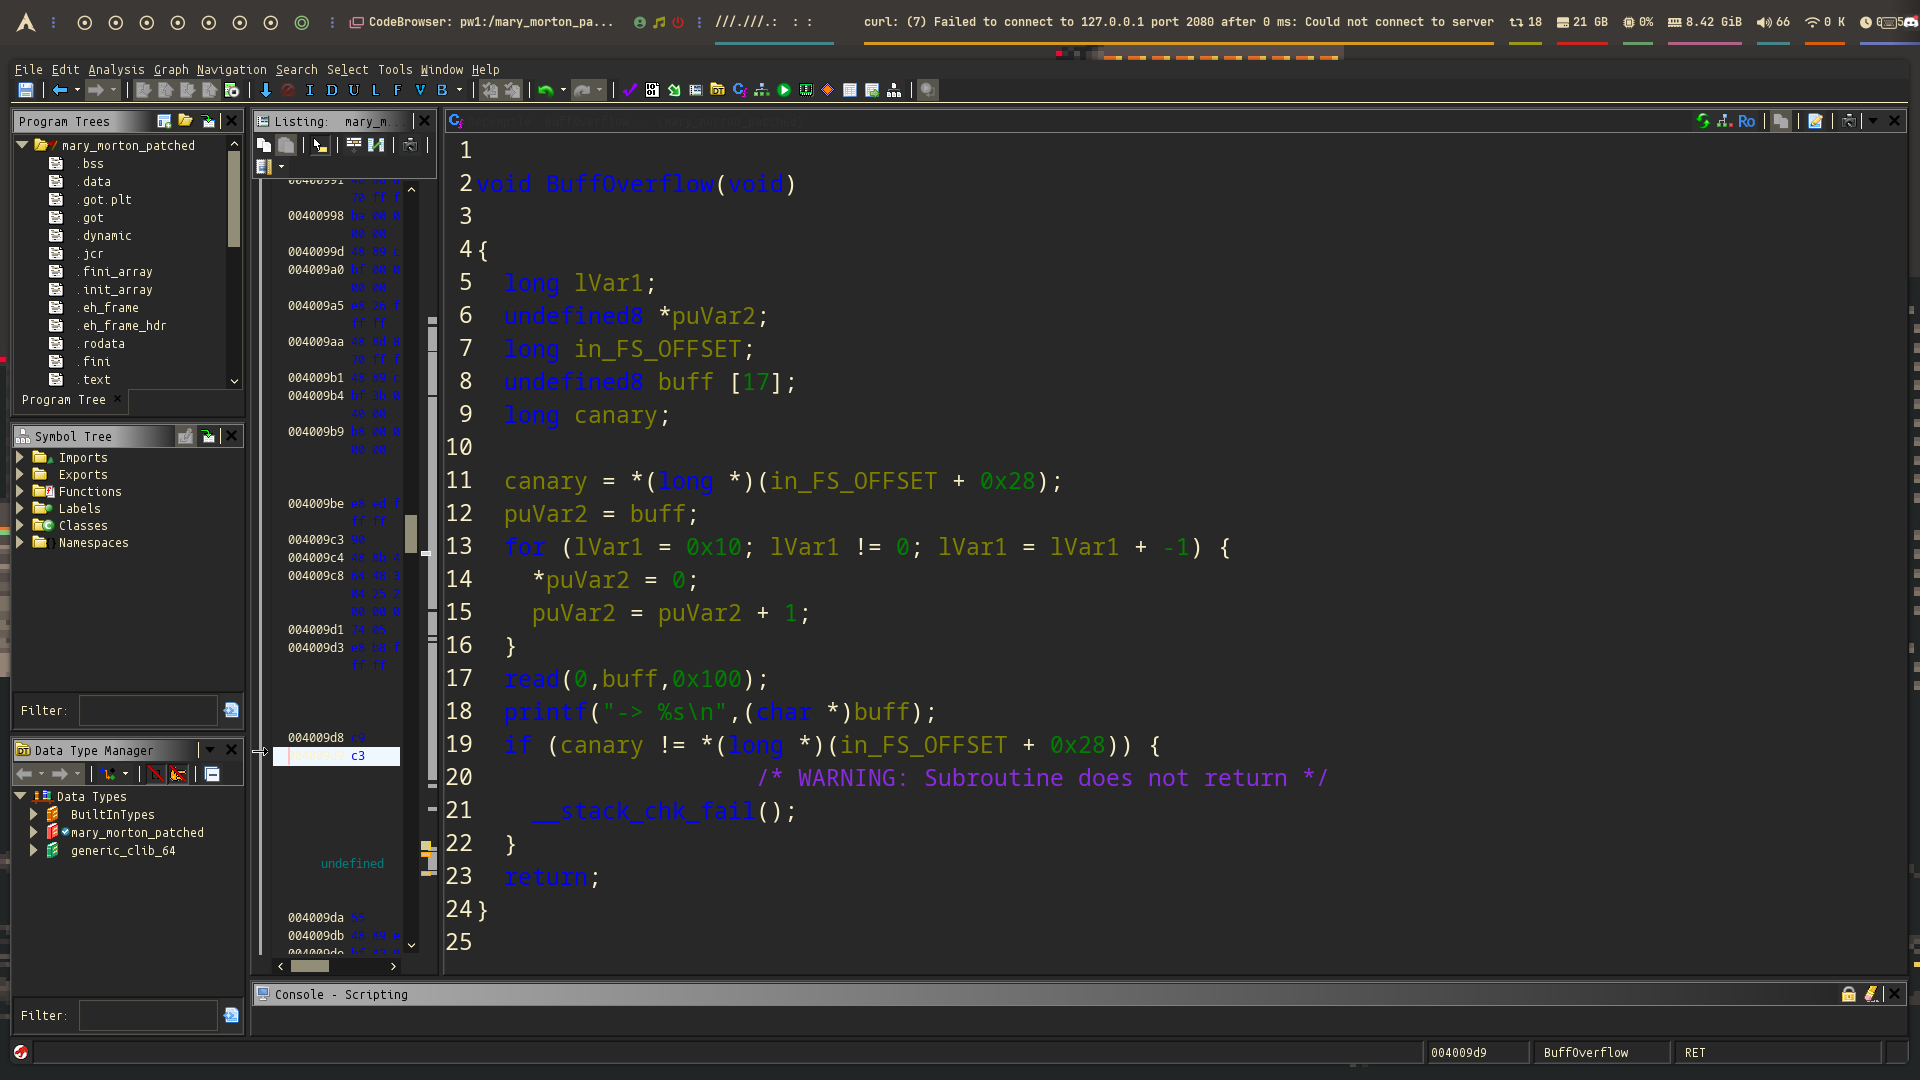 CodeBrowser: pw1:/mary_morton_pa...
///.///.: : :
curl: (7) Failed to connect to 127.0.0.1 port 2080 after 0 ms: Could not connect to server
18
21 GB
0%
8.42 GiB
66
0 K
File Edit Analysis Graph Navigation Search Select Tools Window Help
I D U L F V B
Program Trees
mary_morton_patched
.bss
.data
.got.plt
.got
.dynamic
.jcr
.fini_array
.init_array
.eh_frame
.eh_frame_hdr
.rodata
.fini
.text
Program Tree ×
Symbol Tree
Imports
Exports
Functions
Labels
Classes
Namespaces
Filter:
Data Type Manager
Data Types
BuiltInTypes
mary_morton_patched
generic_clib_64
Filter:
Listing: mary_m...
00400991
00400998
0040099d
004009a0
004009a5
004009aa
004009b1
004009b4
004009b9
004009be
004009c3 90
004009c4
004009c8
004009d1 74 05
004009d3
ff ff
004009d8 c9
c3
undefined
004009da 55
004009db
004009de
Ro
1
2 void BuffOverflow(void)
3
4 {
5 long lVar1;
6 undefined8 *puVar2;
7 long in_FS_OFFSET;
8 undefined8 buff [17];
9 long canary;
10
11 canary = *(long *)(in_FS_OFFSET + 0x28);
12 puVar2 = buff;
13 for (lVar1 = 0x10; lVar1 != 0; lVar1 = lVar1 + -1) {
14 *puVar2 = 0;
15 puVar2 = puVar2 + 1;
16 }
17 read(0,buff,0x100);
18 printf("-> %s\n",(char *)buff);
19 if (canary != *(long *)(in_FS_OFFSET + 0x28)) {
20 /* WARNING: Subroutine does not return */
21 __stack_chk_fail();
22 }
23 return;
24 }
25
Console - Scripting
004009d9
BuffOverflow
RET